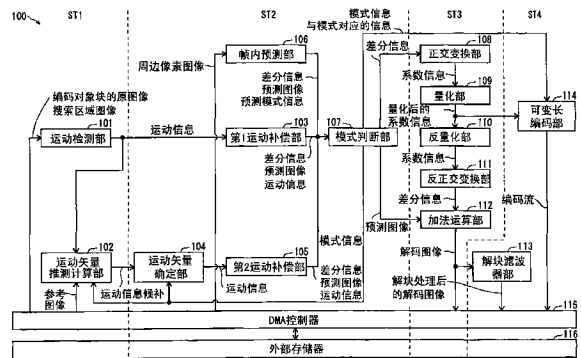 100
ST1
ST2
ST3
ST4
模式信息
与模式对应的信息
106
周边像素图像
帧内预测部
差分信息
预测图像
预测模式信息
差分信息
108
正交变换部
系数信息
109
量化部
量化后的
系数信息
114
可变长
编码部
编码对象块的原图像
搜索区域图像
101
运动检测部
运动信息
103
第1运动补偿部
107
模式判断部
110
反量化部
系数信息
111
反正交变换部
差分信息
差分信息
预测图像
运动信息
预测图像
112
加法运算部
编码流
模式信息
解码图像
102
运动矢量
推测计算部
104
运动矢量
确定部
105
第2运动补偿部
113
解块滤波
器部
参考
图像
运动信息候补
运动信息
差分信息
预测图像
运动信息
解块处理后
的解码图像
115
DMA控制器
116
外部存储器